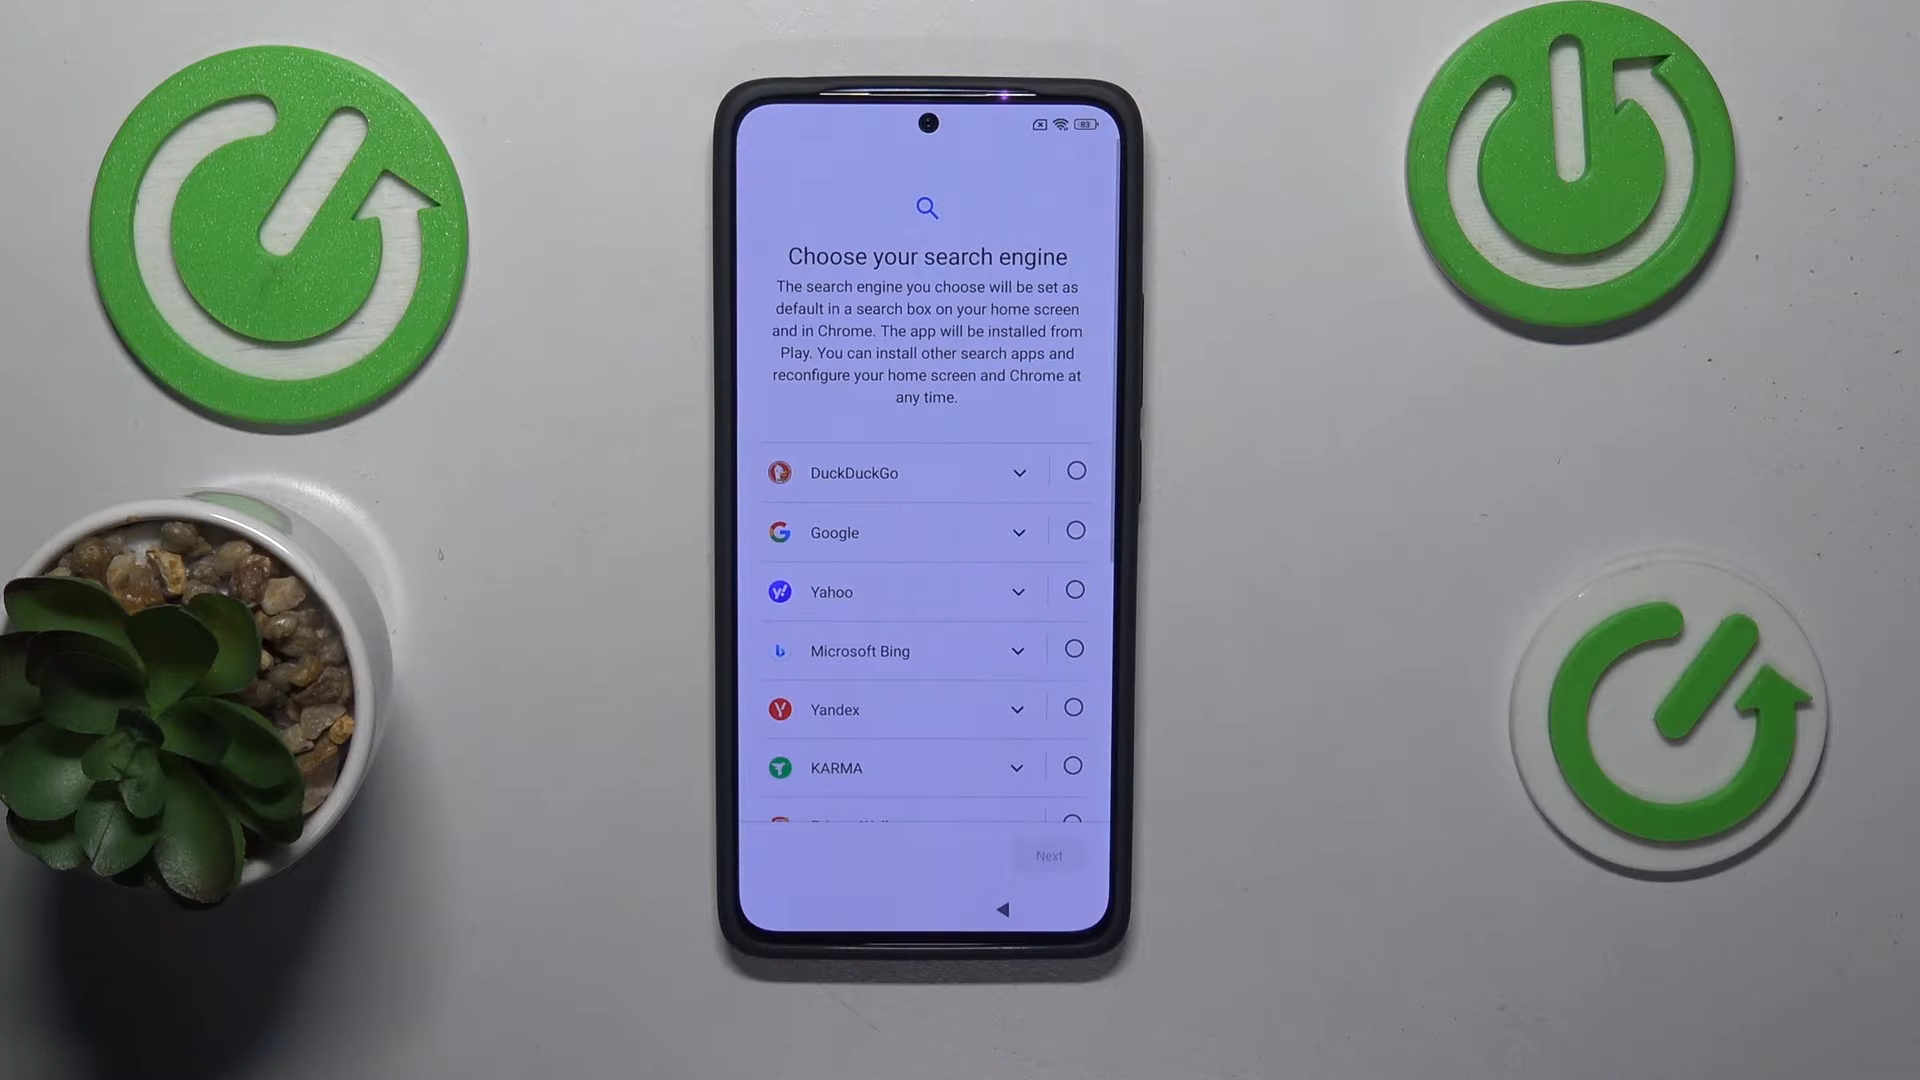 83
Choose your search engine
The search engine you choose will be set as
default in a search box on your home screen
and in Chrome. The app will be installed from
Play. You can install other search apps and
reconfigure your home screen and Chrome at
any time.
DuckDuckGo
Google
Yahoo
Microsoft Bing
Yandex
KARMA
Next